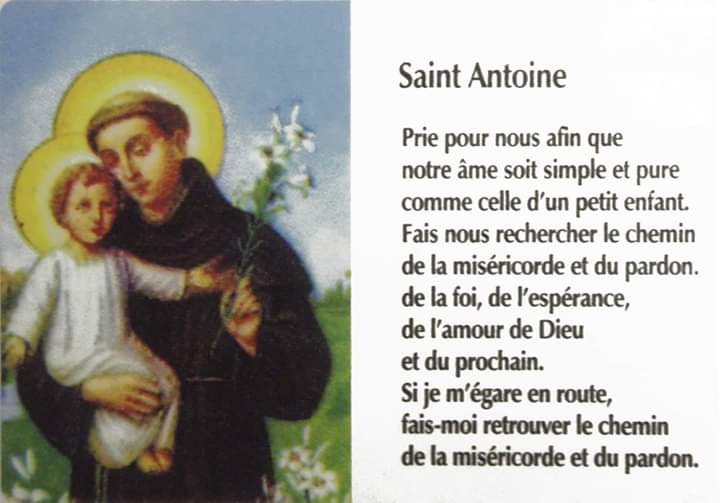 Saint Antoine
Prie pour nous afin que
notre âme soit simple et pure
comme celle d'un petit enfant.
Fais nous rechercher le chemin
de la miséricorde et du pardon.
de la foi, de l'espérance,
de l'amour de Dieu
et du prochain.
Si je m'égare en route,
fais-moi retrouver le chemin
de la miséricorde et du pardon.